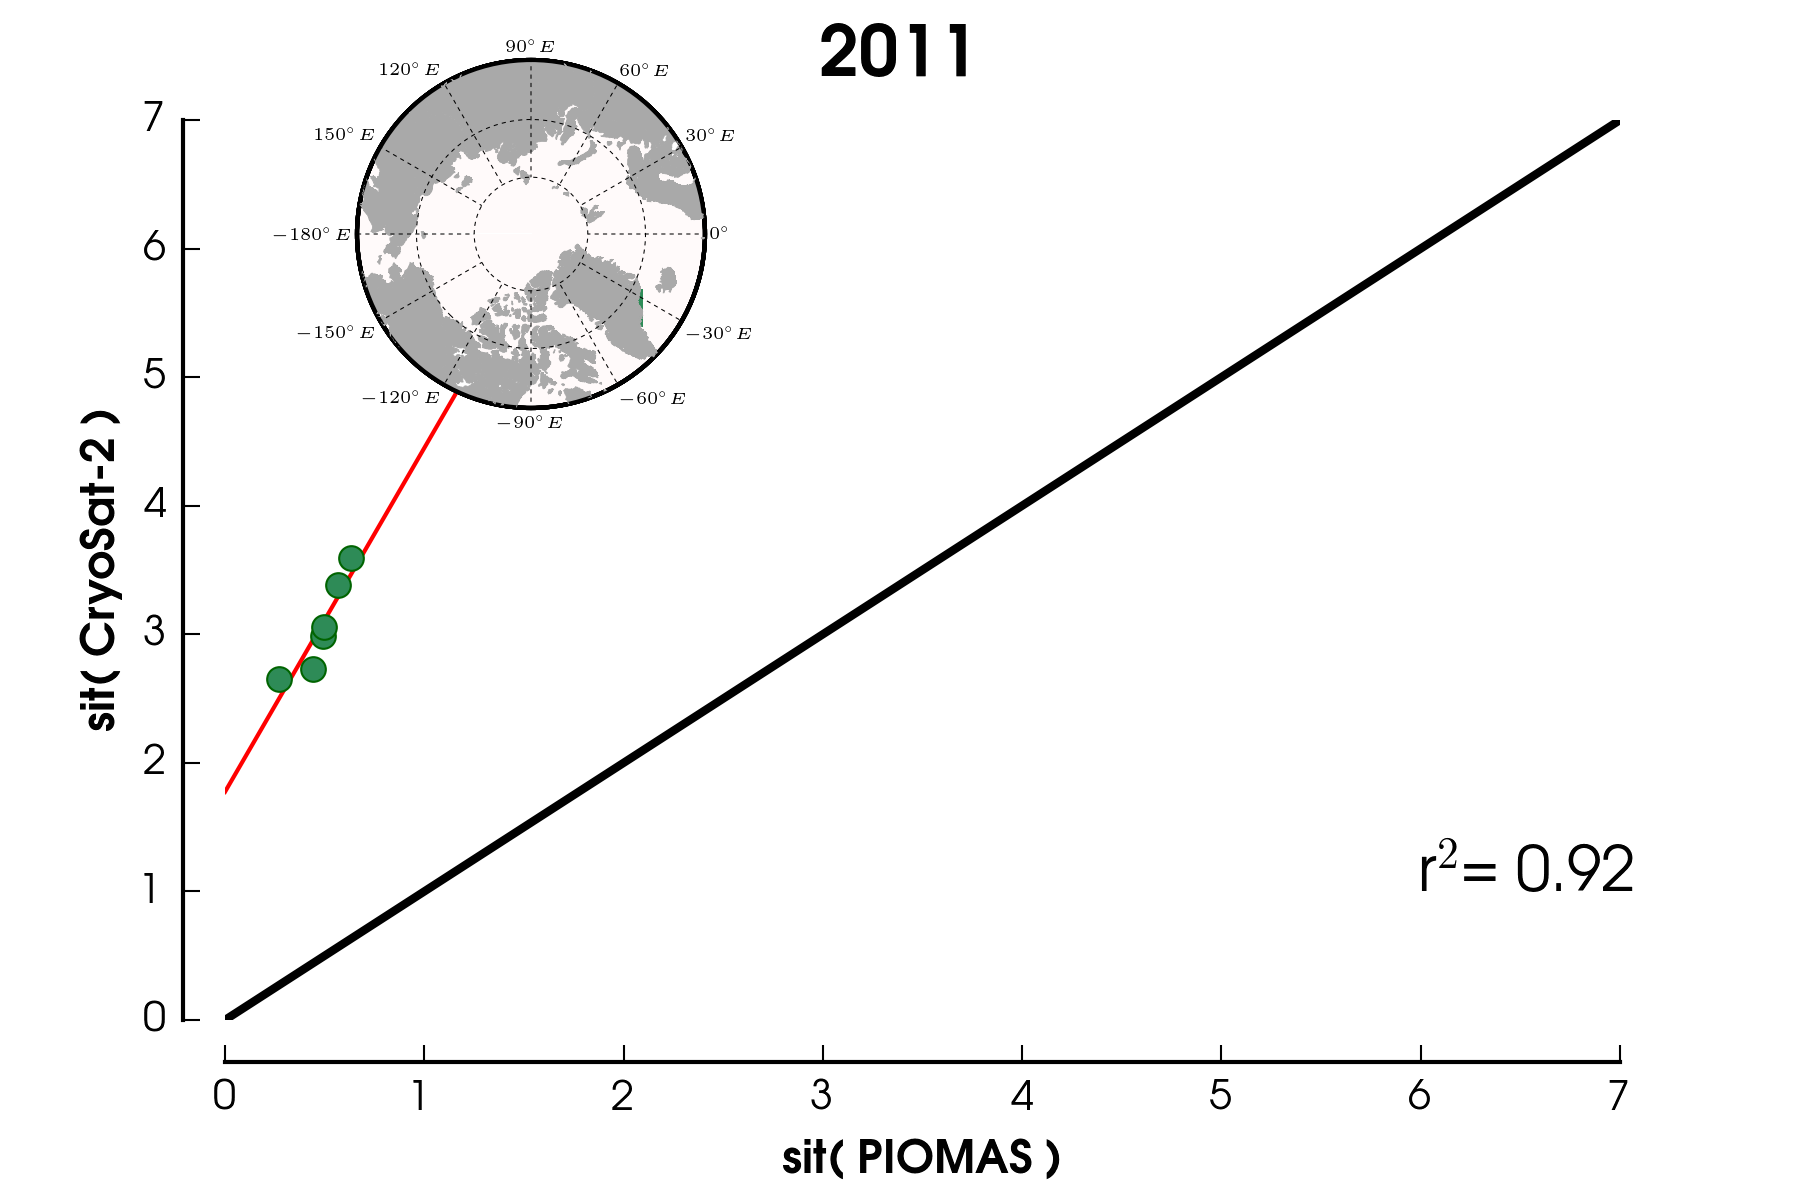 2011
90° E
120° E
60° E
150° E
30° E
−180° E
0°
−150° E
−30° E
−120° E
−60° E
−90° E
7
6
5
4
3
2
1
0
sit( CryoSat-2 )
r²= 0.92
0 1 2 3 4 5 6 7
sit( PIOMAS )